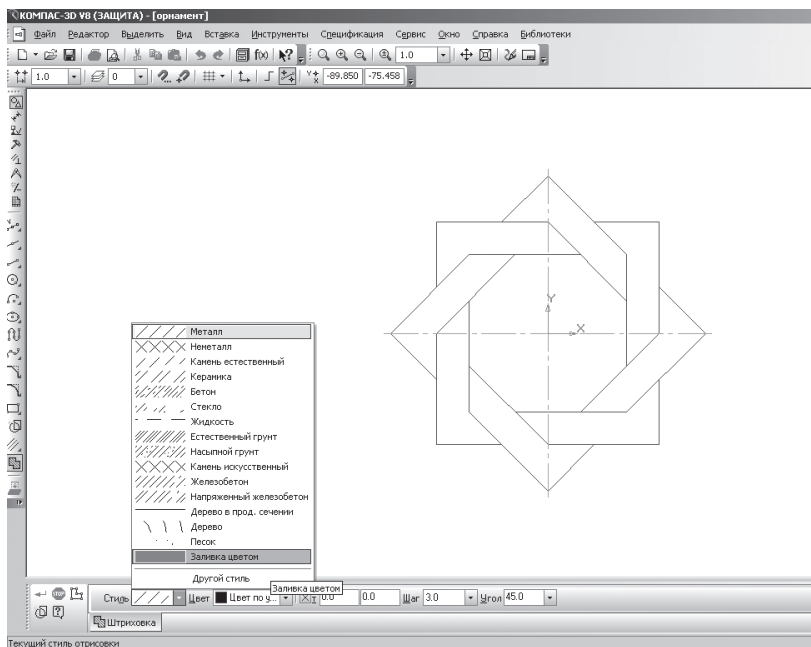 КОМПАС-3D V8 (ЗАЩИТА) - [орнамент]
Файл Редактор Выделить Вид Вставка Инструменты Спецификация Сервис Окно Справка Библиотеки
f(x) 1.0
1.0 0 -89.850 -75.458
Y
X
Металл
Неметалл
Камень естественный
Керамика
Бетон
Стекло
Жидкость
Естественный грунт
Насыпной грунт
Камень искусственный
Железобетон
Напряженный железобетон
Дерево в прод. сечении
Дерево
Песок
Заливка цветом
Другой стиль
Заливка цветом
STOP Стиль Цвет Цвет по у... 0.0 0.0 Шаг 3.0 Угол 45.0
Штриховка
Текущий стиль отрисовки